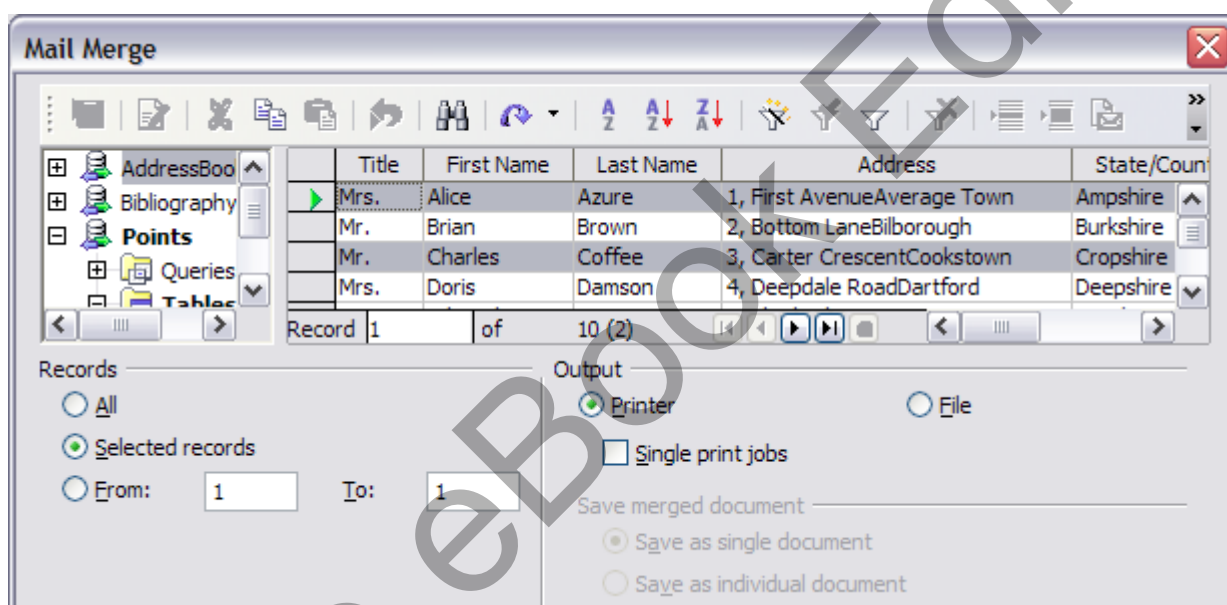 Mail Merge
AddressBoo
Bibliography
Points
Queries
Tables
Title First Name Last Name Address State/Coun
Mrs. Alice Azure 1, First AvenueAverage Town Ampshire
Mr. Brian Brown 2, Bottom LaneBilborough Burkshire
Mr. Charles Coffee 3, Carter CrescentCookstown Cropshire
Mrs. Doris Damson 4, Deepdale RoadDartford Deepshire
Record 1 of 10 (2)
Records
All
Selected records
From: 1 To: 1
Output
Printer File
Single print jobs
Save merged document
Save as single document
Save as individual document
eBook Ed